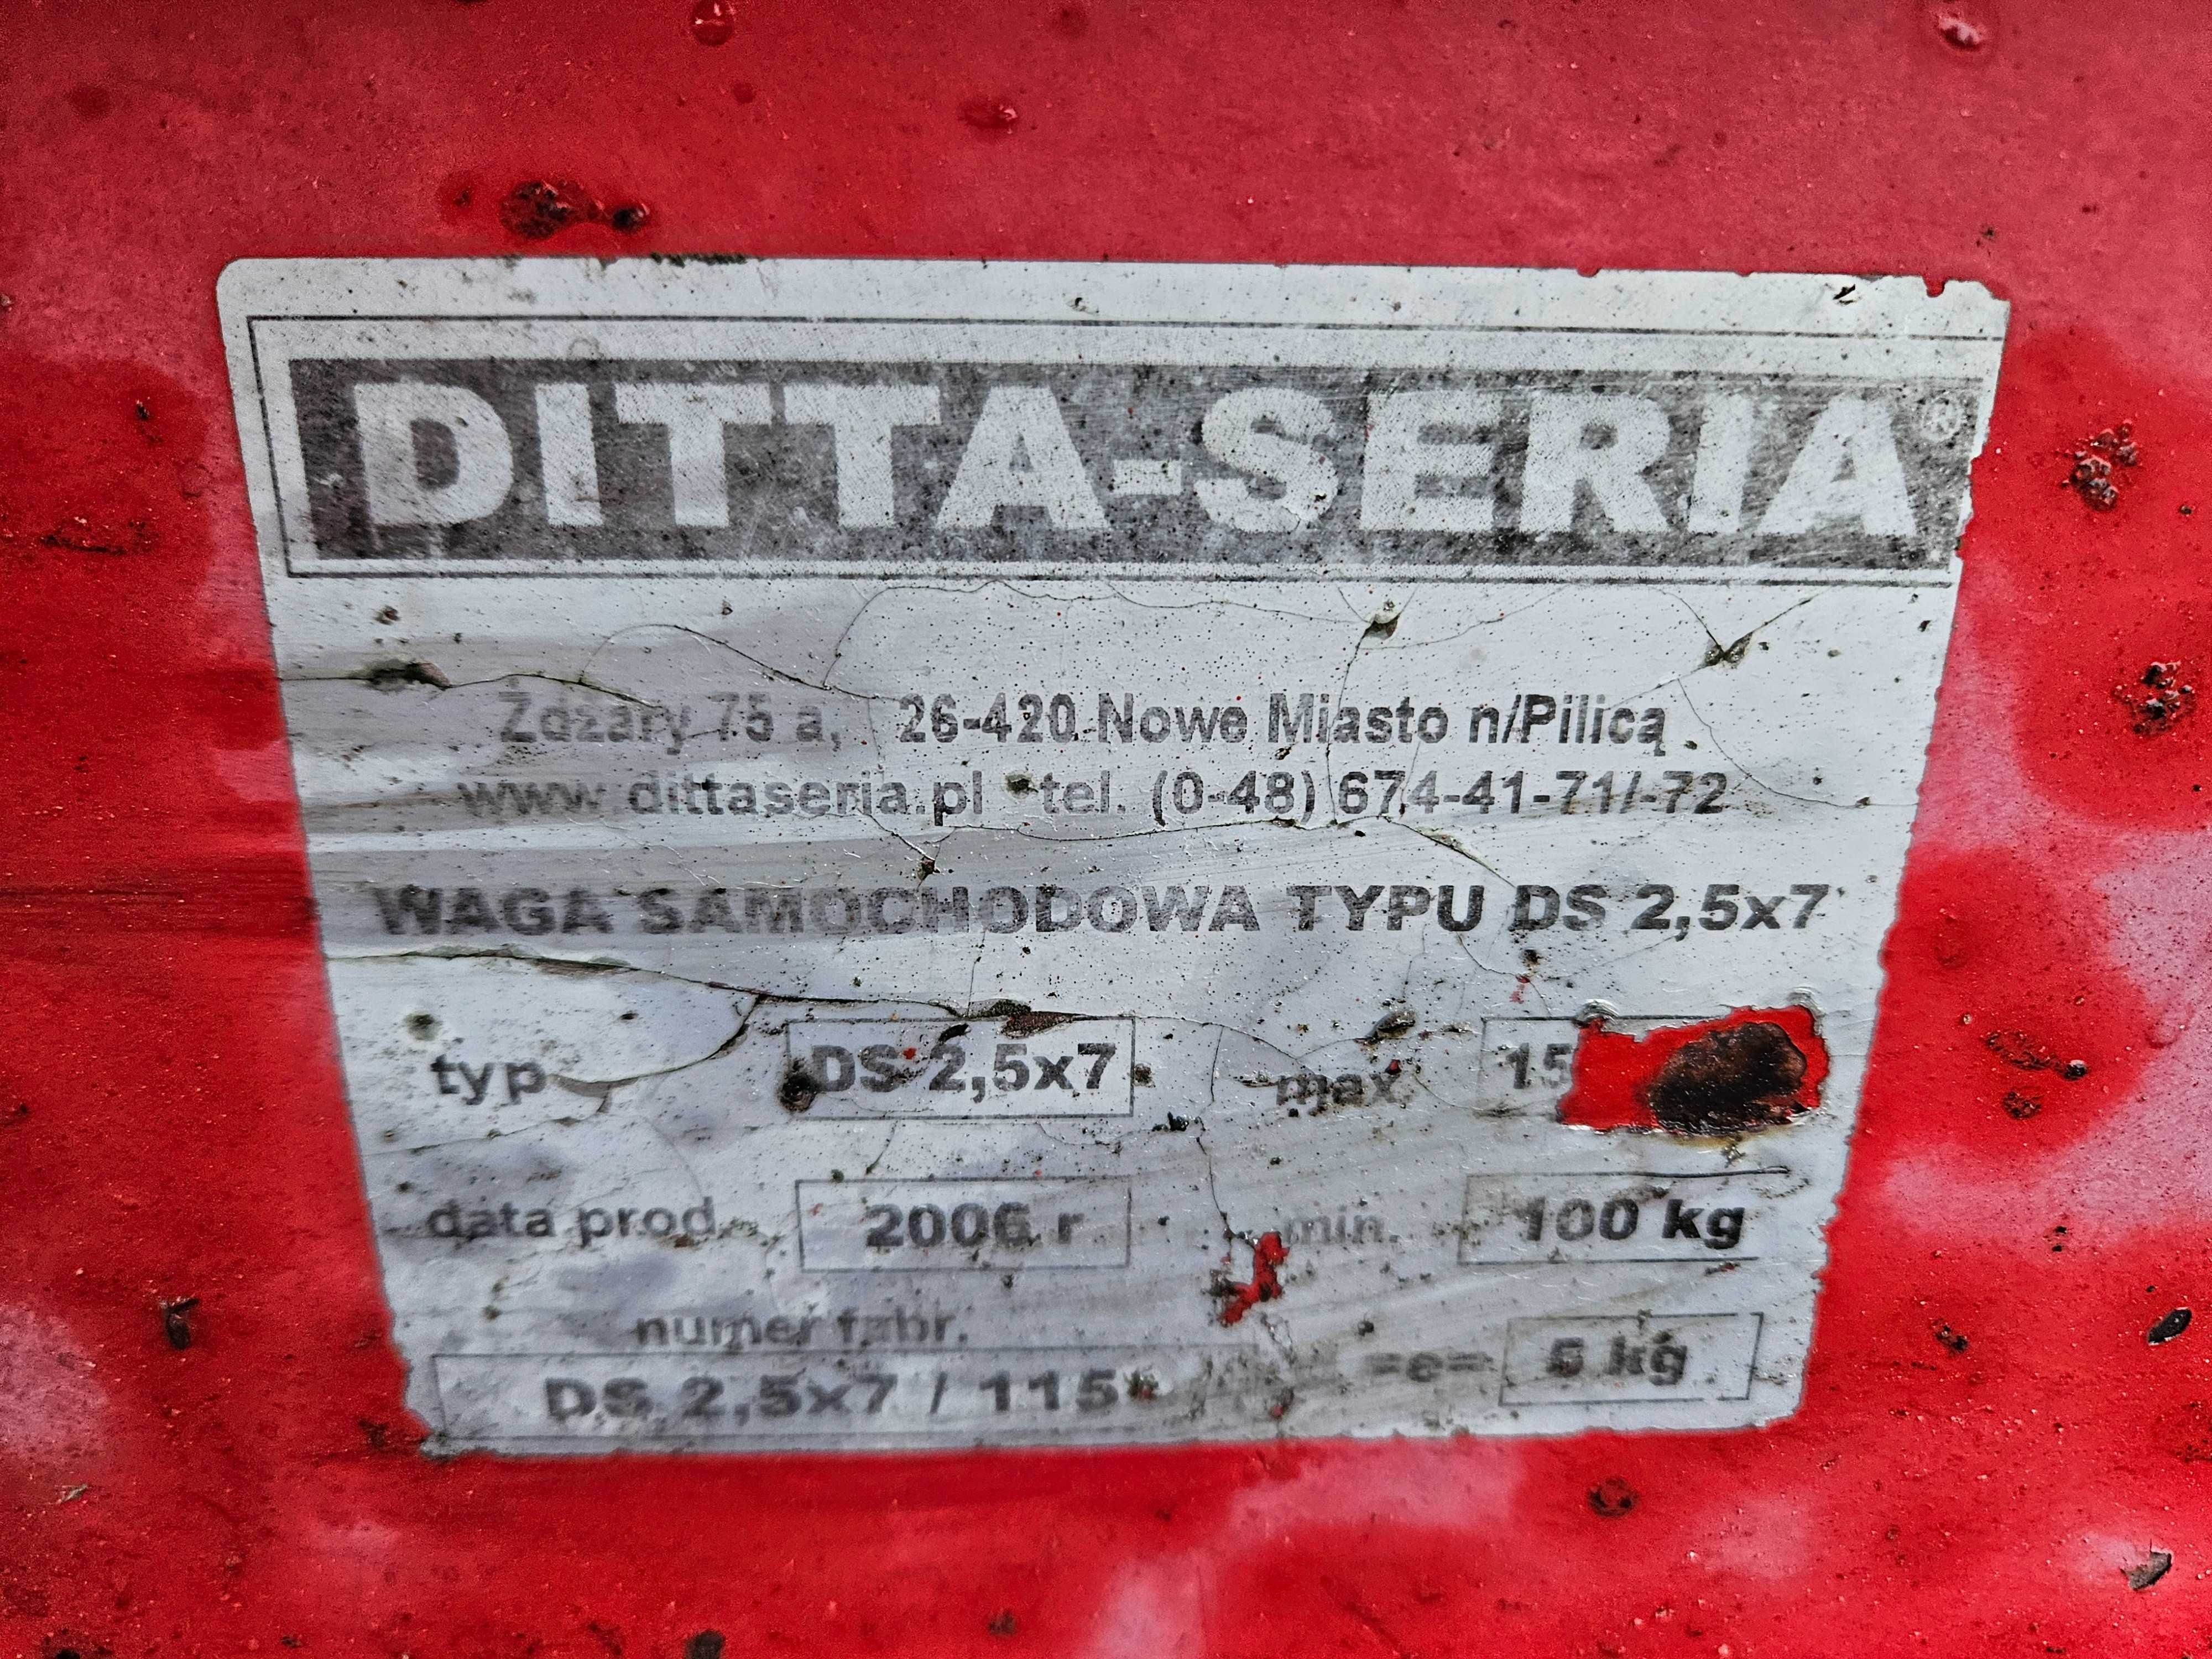 DITTA-SERIA®
Żdżary 75 a, 26-420 Nowe Miasto n/Pilicą
www dittaseria.pl tel. (0-48) 674-41-71/-72
WAGA SAMOCHODOWA TYPU DS 2,5x7
typ DS 2,5x7 max 15
data prod. 2006 r min. 100 kg
numer fabr.
DS 2,5x7 / 115 =e= 5 kg